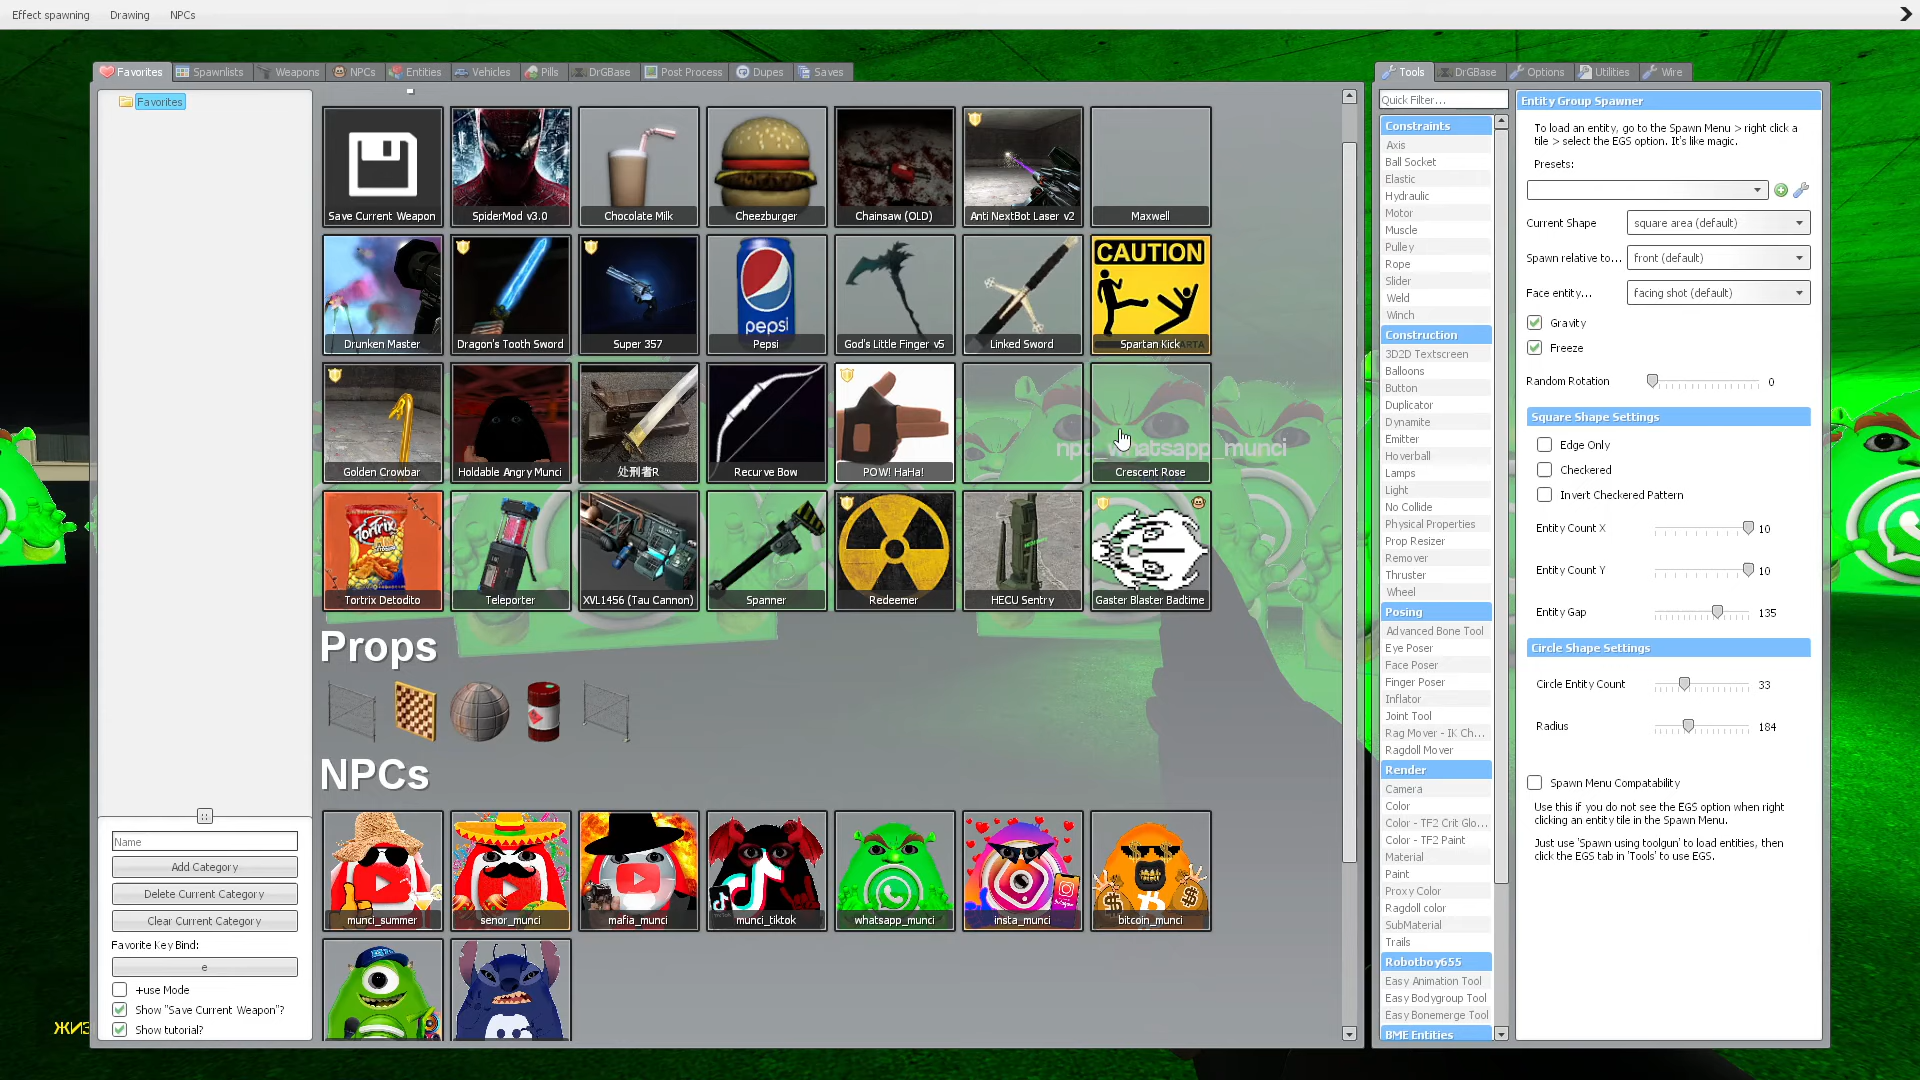 Effect spawning Drawing NPCs
Favorites Spawnlists Weapons NPCs Entities Vehicles Pills DrGBase Post Process Dupes Saves
Tools DrGBase Options Utilities Wire
Favorites
Save Current Weapon SpiderMod v3.0 Chocolate Milk Cheezburger Chainsaw (OLD) Anti NextBot Laser v2 Maxwell
CAUTION
pepsi
Drunken Master Dragon's Tooth Sword Super 357 Pepsi God's Little Finger v5 Linked Sword Spartan Kick
npc_whatsapp_munci
Golden Crowbar Holdable Angry Munci 处刑者R Recurve Bow POW! HaHa! Crescent Rose
TorTrix
Tortrix Detodito Teleporter XVL1456 (Tau Cannon) Spanner Redeemer HECU Sentry Gaster Blaster Badtime
Props
NPCs
munci_summer senor_munci mafia_munci munci_tiktok whatsapp_munci insta_munci bitcoin_munci
Name
Add Category
Delete Current Category
Clear Current Category
Favorite Key Bind:
e
+use Mode
Show "Save Current Weapon"?
Show tutorial?
ЖИЗ
Quick Filter...
Constraints
Axis
Ball Socket
Elastic
Hydraulic
Motor
Muscle
Pulley
Rope
Slider
Weld
Winch
Construction
3D2D Textscreen
Balloons
Button
Duplicator
Dynamite
Emitter
Hoverball
Lamps
Light
No Collide
Physical Properties
Prop Resizer
Remover
Thruster
Wheel
Posing
Advanced Bone Tool
Eye Poser
Face Poser
Finger Poser
Inflator
Joint Tool
Rag Mover - IK Ch...
Ragdoll Mover
Render
Camera
Color
Color - TF2 Crit Glo...
Color - TF2 Paint
Material
Paint
Proxy Color
Ragdoll color
SubMaterial
Trails
Robotboy655
Easy Animation Tool
Easy Bodygroup Tool
Easy Bonemerge Tool
BME Entities
Entity Group Spawner
To load an entity, go to the Spawn Menu > right click a
tile > select the EGS option. It's like magic.
Presets:
Current Shape square area (default)
Spawn relative to... front (default)
Face entity... facing shot (default)
Gravity
Freeze
Random Rotation 0
Square Shape Settings
Edge Only
Checkered
Invert Checkered Pattern
Entity Count X 10
Entity Count Y 10
Entity Gap 135
Circle Shape Settings
Circle Entity Count 33
Radius 184
Spawn Menu Compatability
Use this if you do not see the EGS option when right
clicking an entity tile in the Spawn Menu.
Just use 'Spawn using toolgun' to load entities, then
click the EGS tab in 'Tools' to use EGS.